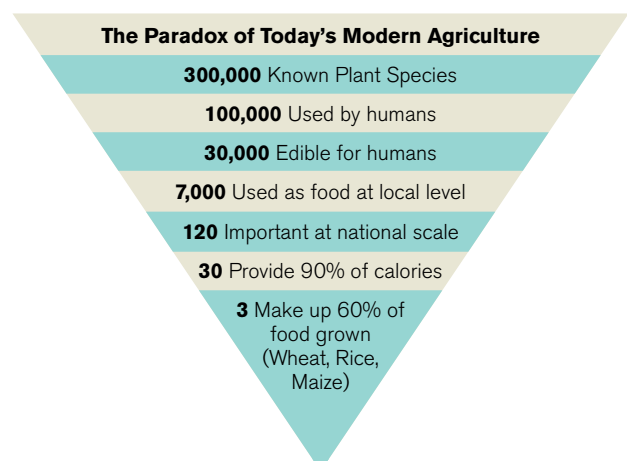 The Paradox of Today's Modern Agriculture
300,000 Known Plant Species
100,000 Used by humans
30,000 Edible for humans
7,000 Used as food at local level
120 Important at national scale
30 Provide 90% of calories
3 Make up 60% of
food grown
(Wheat, Rice,
Maize)